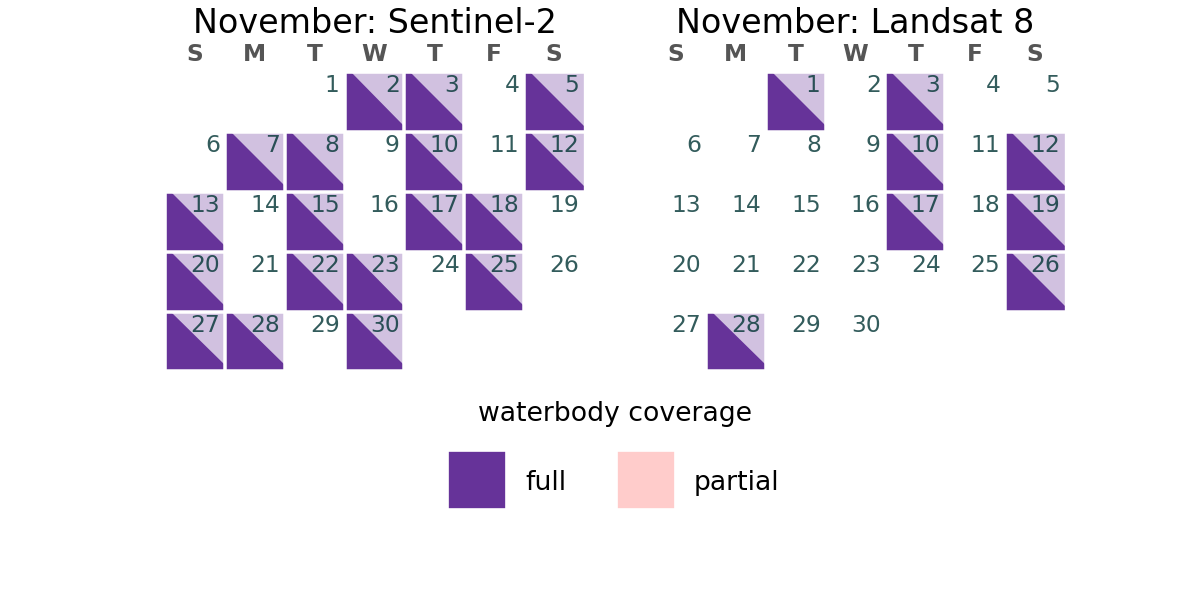 November: Sentinel-2
S M T W T F S
1 2 3 4 5
6 7 8 9 10 11 12
13 14 15 16 17 18 19
20 21 22 23 24 25 26
27 28 29 30
November: Landsat 8
S M T W T F S
1 2 3 4 5
6 7 8 9 10 11 12
13 14 15 16 17 18 19
20 21 22 23 24 25 26
27 28 29 30
waterbody coverage
full partial